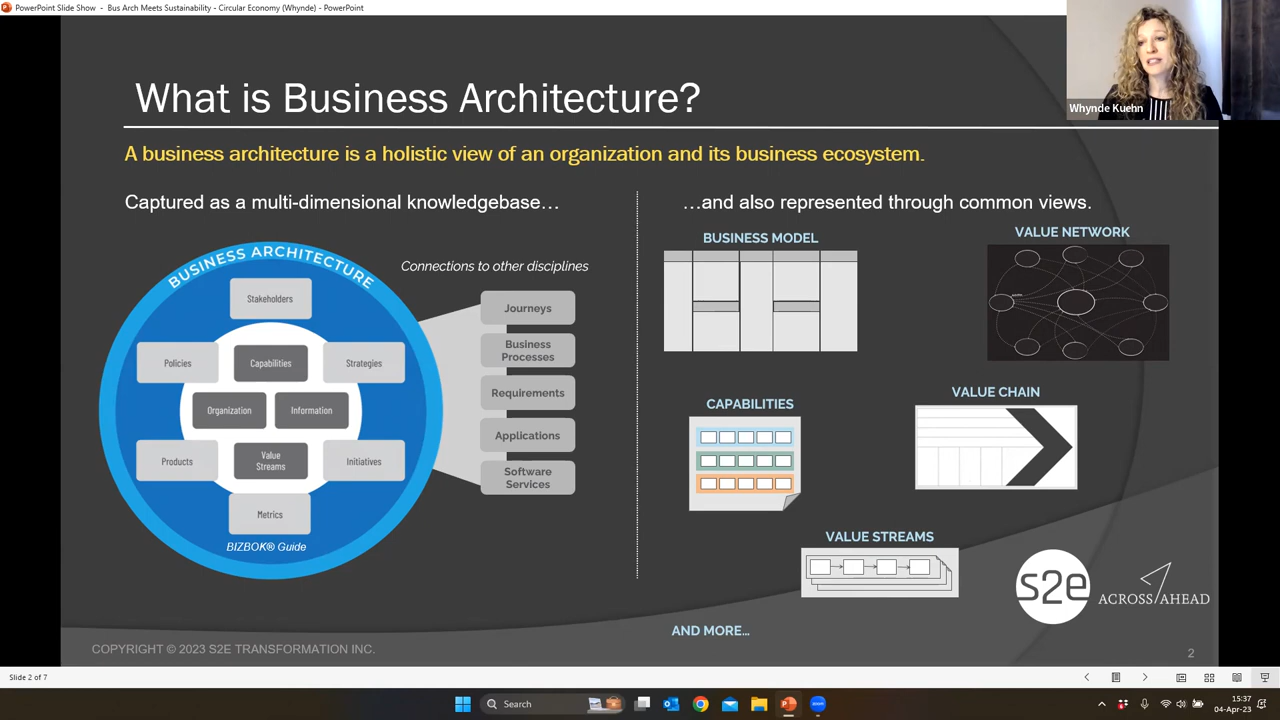 PowerPoint Slide Show - Bus Arch Meets Sustainability - Circular Economy (Whynde) - PowerPoint
Whynde Kuehn
What is Business Architecture?
A business architecture is a holistic view of an organization and its business ecosystem.
Captured as a multi-dimensional knowledgebase…
BUSINESS ARCHITECTURE
Stakeholders
Policies
Capabilities
Strategies
Organization
Information
Products
Value
Streams
Initiatives
Metrics
BIZBOK® Guide
Connections to other disciplines
Journeys
Business
Processes
Requirements
Applications
Software
Services
…and also represented through common views.
BUSINESS MODEL
VALUE NETWORK
CAPABILITIES
VALUE CHAIN
VALUE STREAMS
AND MORE…
s2e
ACROSS AHEAD
COPYRIGHT © 2023 S2E TRANSFORMATION INC.
2
Slide 2 of 7
Search
zoom
15:37
04-Apr-23